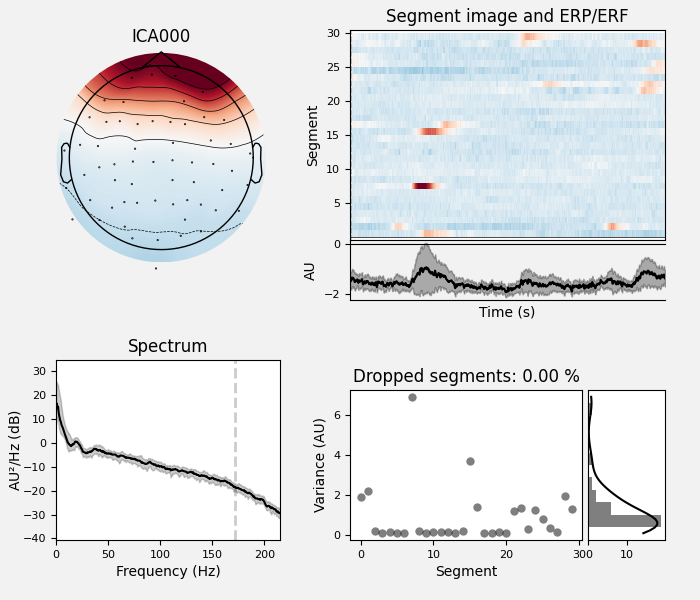 ICA000
Segment image and ERP/ERF
Segment
30
25
20
15
10
5
AU
0
−2
Time (s)
Spectrum
AU²/Hz (dB)
30
20
10
0
−10
−20
−30
−40
0 50 100 150 200
Frequency (Hz)
Dropped segments: 0.00 %
Variance (AU)
6
4
2
0
0 10 20 30
Segment
0 10